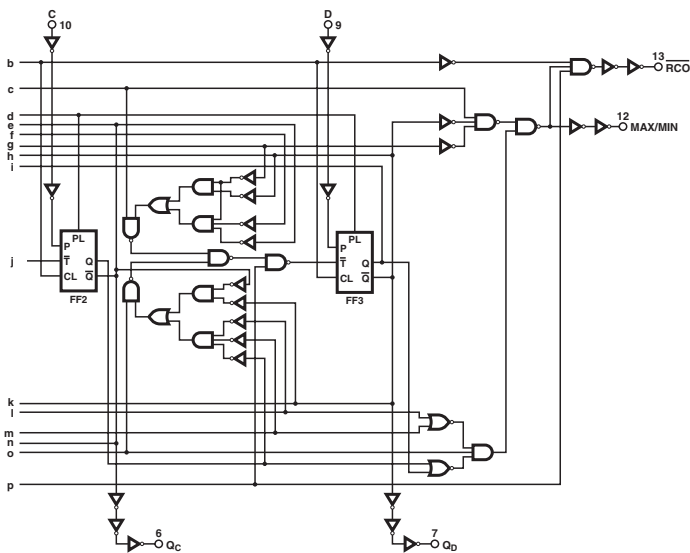 C
10
D
9
b
13
RCO
c
d
12
MAX/MIN
e
f
g
h
i
PL
P
T Q
CL Q
FF2
PL
P
T Q
CL Q
FF3
j
k
l
m
n
o
p
6
QC
7
QD